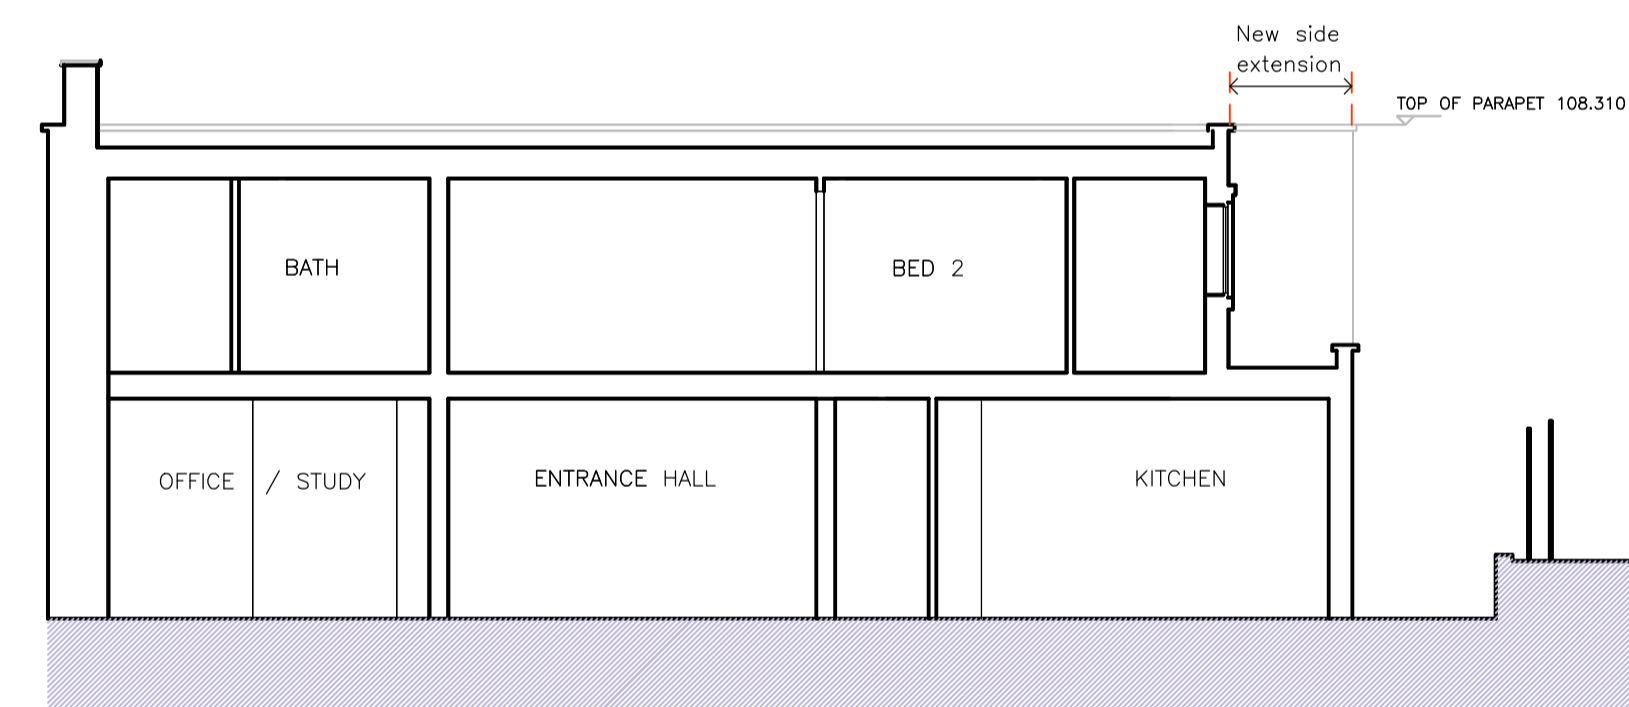 New side
extension
TOP OF PARAPET 108.310
BATH
BED 2
OFFICE / STUDY
ENTRANCE HALL
KITCHEN